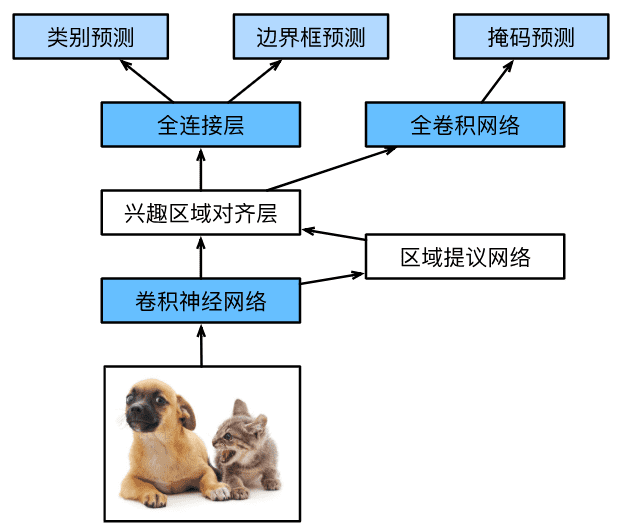 类别预测
边界框预测
掩码预测
全连接层
全卷积网络
兴趣区域对齐层
区域提议网络
卷积神经网络